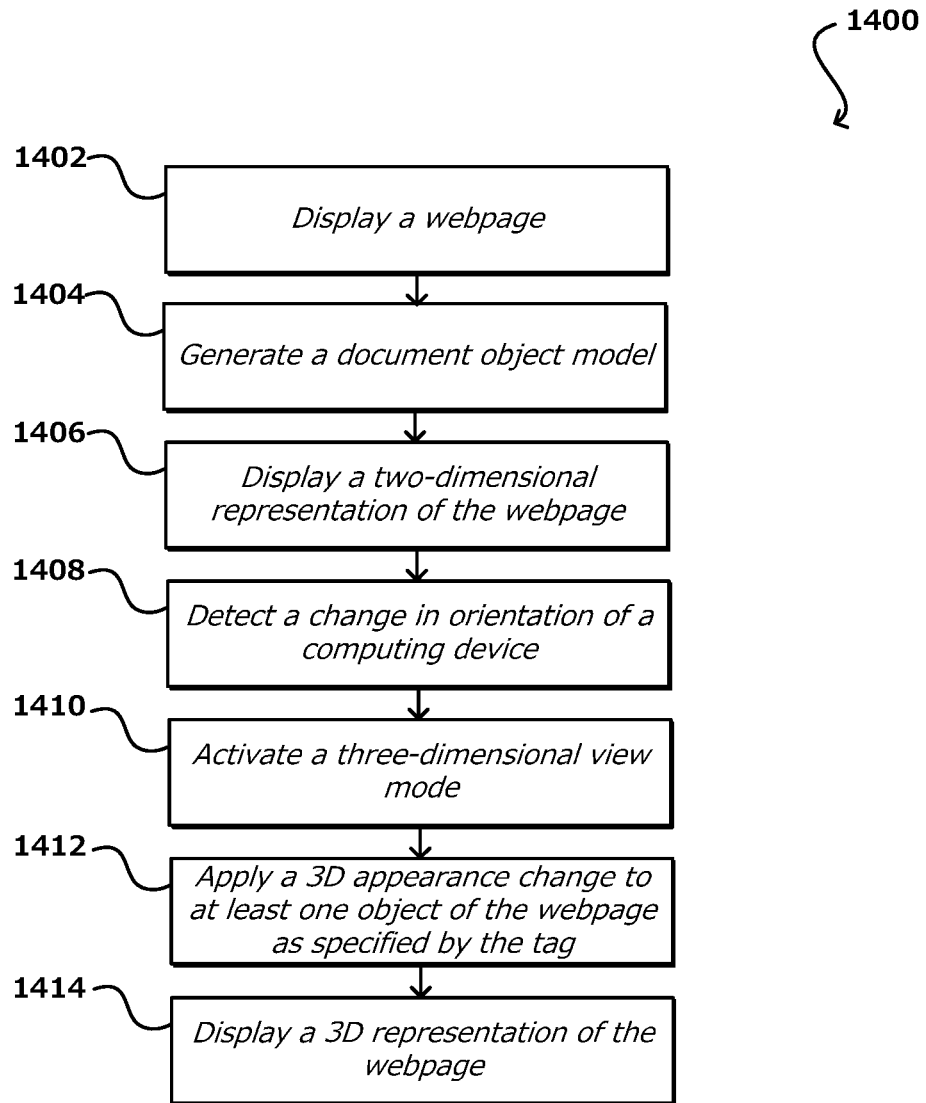 1400
1402
Display a webpage
1404
Generate a document object model
1406
Display a two-dimensional
representation of the webpage
1408
Detect a change in orientation of a
computing device
1410
Activate a three-dimensional view
mode
1412
Apply a 3D appearance change to
at least one object of the webpage
as specified by the tag
1414
Display a 3D representation of the
webpage